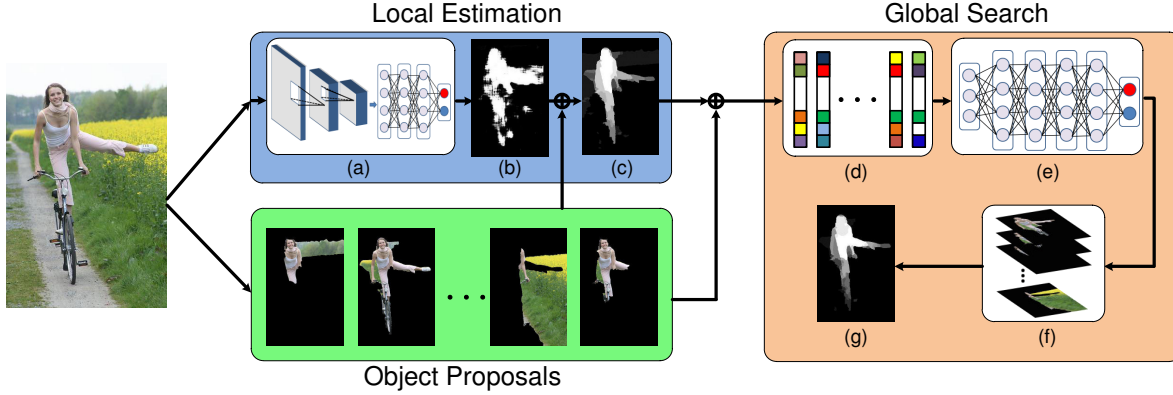 Local Estimation
Global Search
(a)
(b)
(c)
(d)
(e)
(g)
(f)
Object Proposals